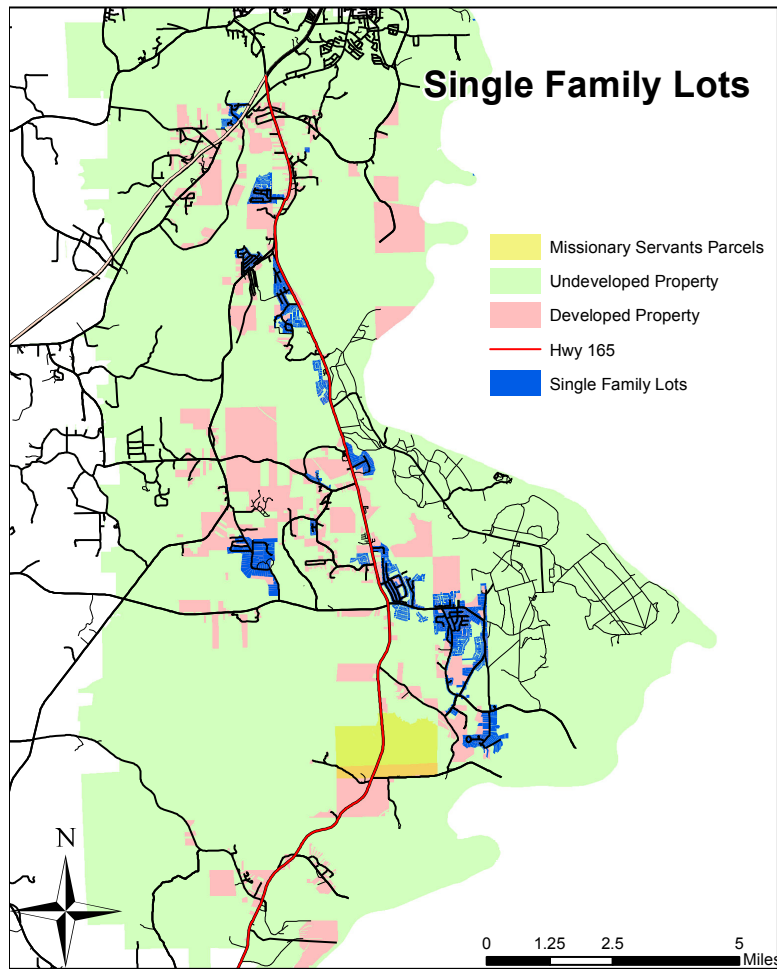 Single Family Lots
Missionary Servants Parcels
Undeveloped Property
Developed Property
Hwy 165
Single Family Lots
N
0 1.25 2.5 5
Miles